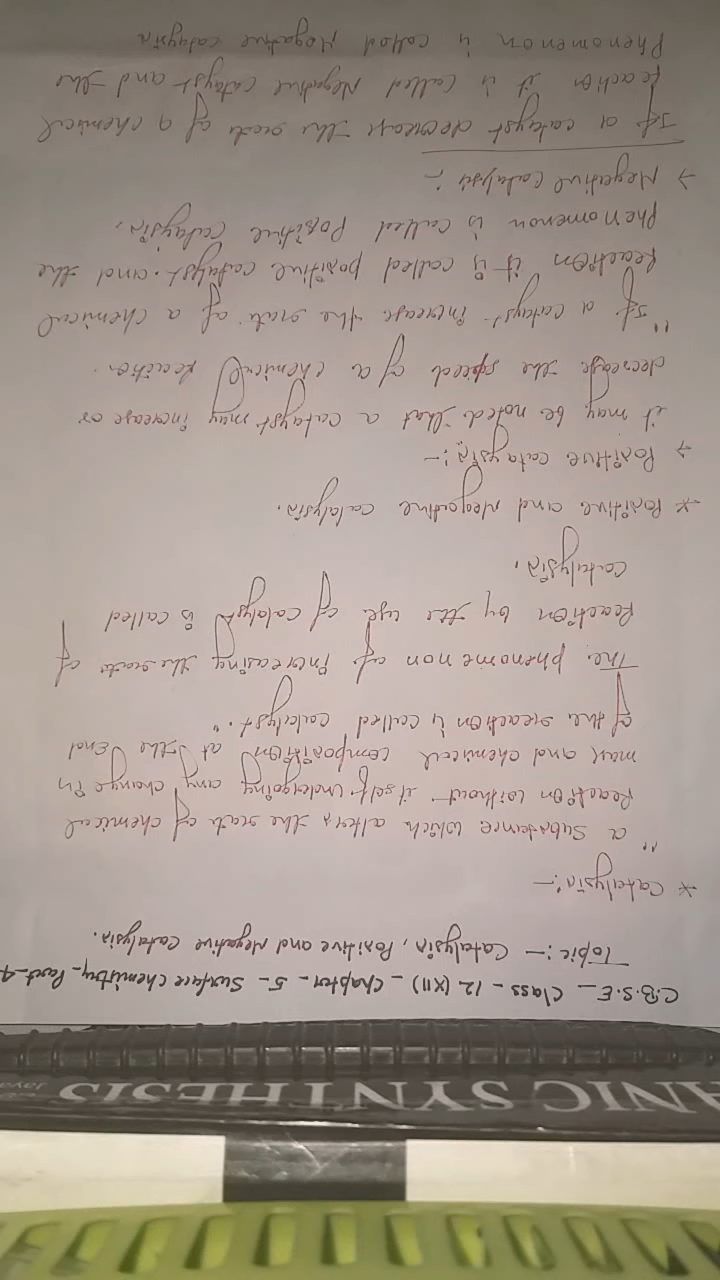 C.B.S.E - Class - 12 (XII) - Chapter - 5 - Surface Chemistry - Part-4
Topic :- Catalysis, Positive and Negative Catalysis.
* Catalysis :-
" a Substance which alters the rate of chemical
Reaction without itself undergoing any change in
mass and chemical composition at the end
of the reaction is called catalyst."
The phenomenon of increasing the rate of
Reaction by the use of catalyst is called
Catalysis.
* Positive and Negative catalysis.
→ Positive catalysis :-
it may be noted that a catalyst may increase or
decrease the speed of a chemical reaction.
" If a catalyst increase the rate of a chemical
Reaction it is called positive catalyst. and the
Phenomenon is called Positive Catalysis.
→ Negative catalysis :-
If a catalyst decrease the rate of a chemical
Reaction it is called Negative catalyst and the
Phenomenon is called Negative catalysis
ANIC SYNTHESIS